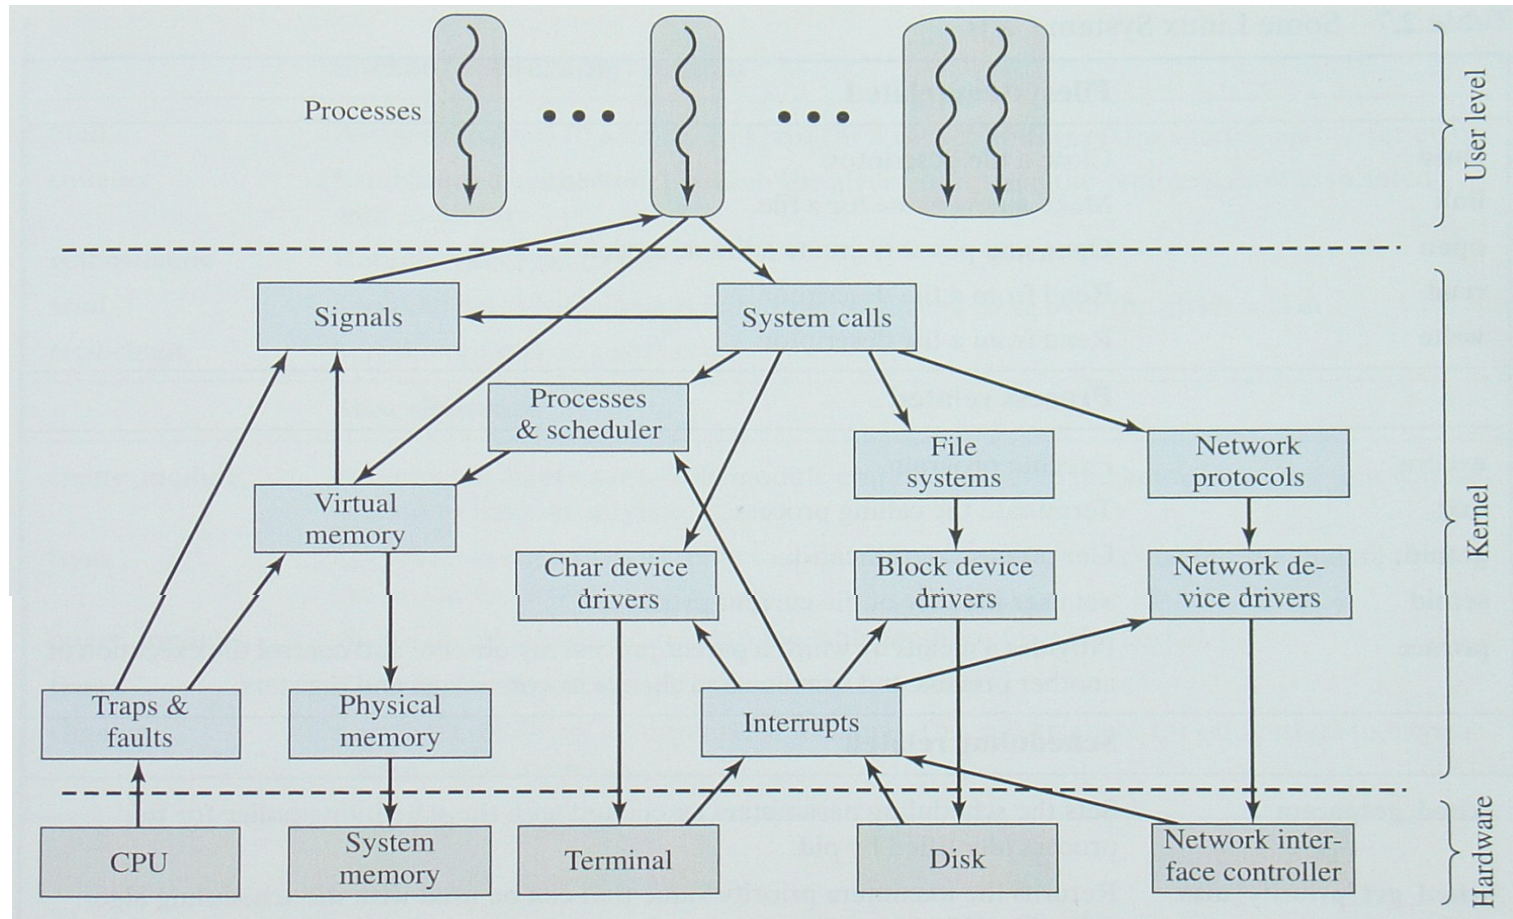 Processes
User level
Signals
System calls
Processes
& scheduler
File
systems
Network
protocols
Virtual
memory
Kernel
Char device
drivers
Block device
drivers
Network de-
vice drivers
Traps &
faults
Physical
memory
Interrupts
CPU
System
memory
Terminal
Disk
Network inter-
face controller
Hardware